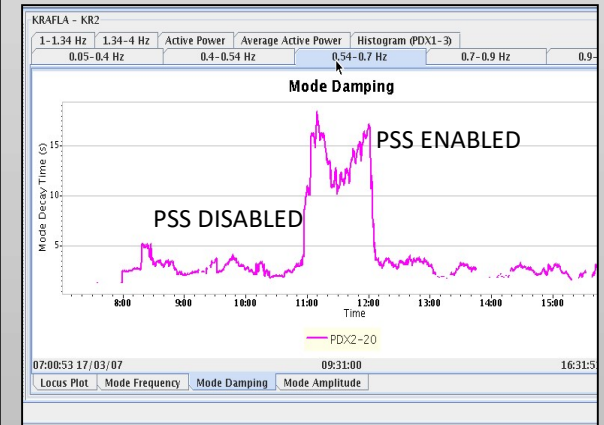 KRAFLA - KR2
1-1.34 Hz 1.34-4 Hz Active Power Average Active Power Histogram (PDX1-3)
0.05-0.4 Hz 0.4-0.54 Hz 0.54-0.7 Hz 0.7-0.9 Hz 0.9-
Mode Damping
Mode Decay Time (s)
15
10
5
PSS ENABLED
PSS DISABLED
8:00 9:00 10:00 11:00 12:00 13:00 14:00 15:00
Time
PDX2-20
07:00:53 17/03/07 09:31:00 16:31:5
Locus Plot Mode Frequency Mode Damping Mode Amplitude